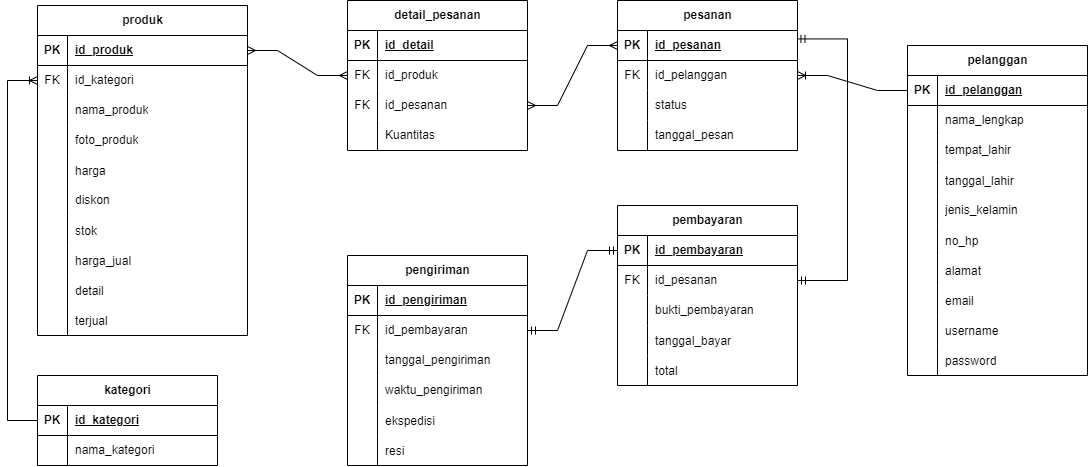 produk
PK id_produk
FK id_kategori
nama_produk
foto_produk
harga
diskon
stok
harga_jual
detail
terjual
kategori
PK id_kategori
nama_kategori
detail_pesanan
PK id_detail
FK id_produk
FK id_pesanan
Kuantitas
pengiriman
PK id_pengiriman
FK id_pembayaran
tanggal_pengiriman
waktu_pengiriman
ekspedisi
resi
pesanan
PK id_pesanan
FK id_pelanggan
status
tanggal_pesan
pembayaran
PK id_pembayaran
FK id_pesanan
bukti_pembayaran
tanggal_bayar
total
pelanggan
PK id_pelanggan
nama_lengkap
tempat_lahir
tanggal_lahir
jenis_kelamin
no_hp
alamat
email
username
password